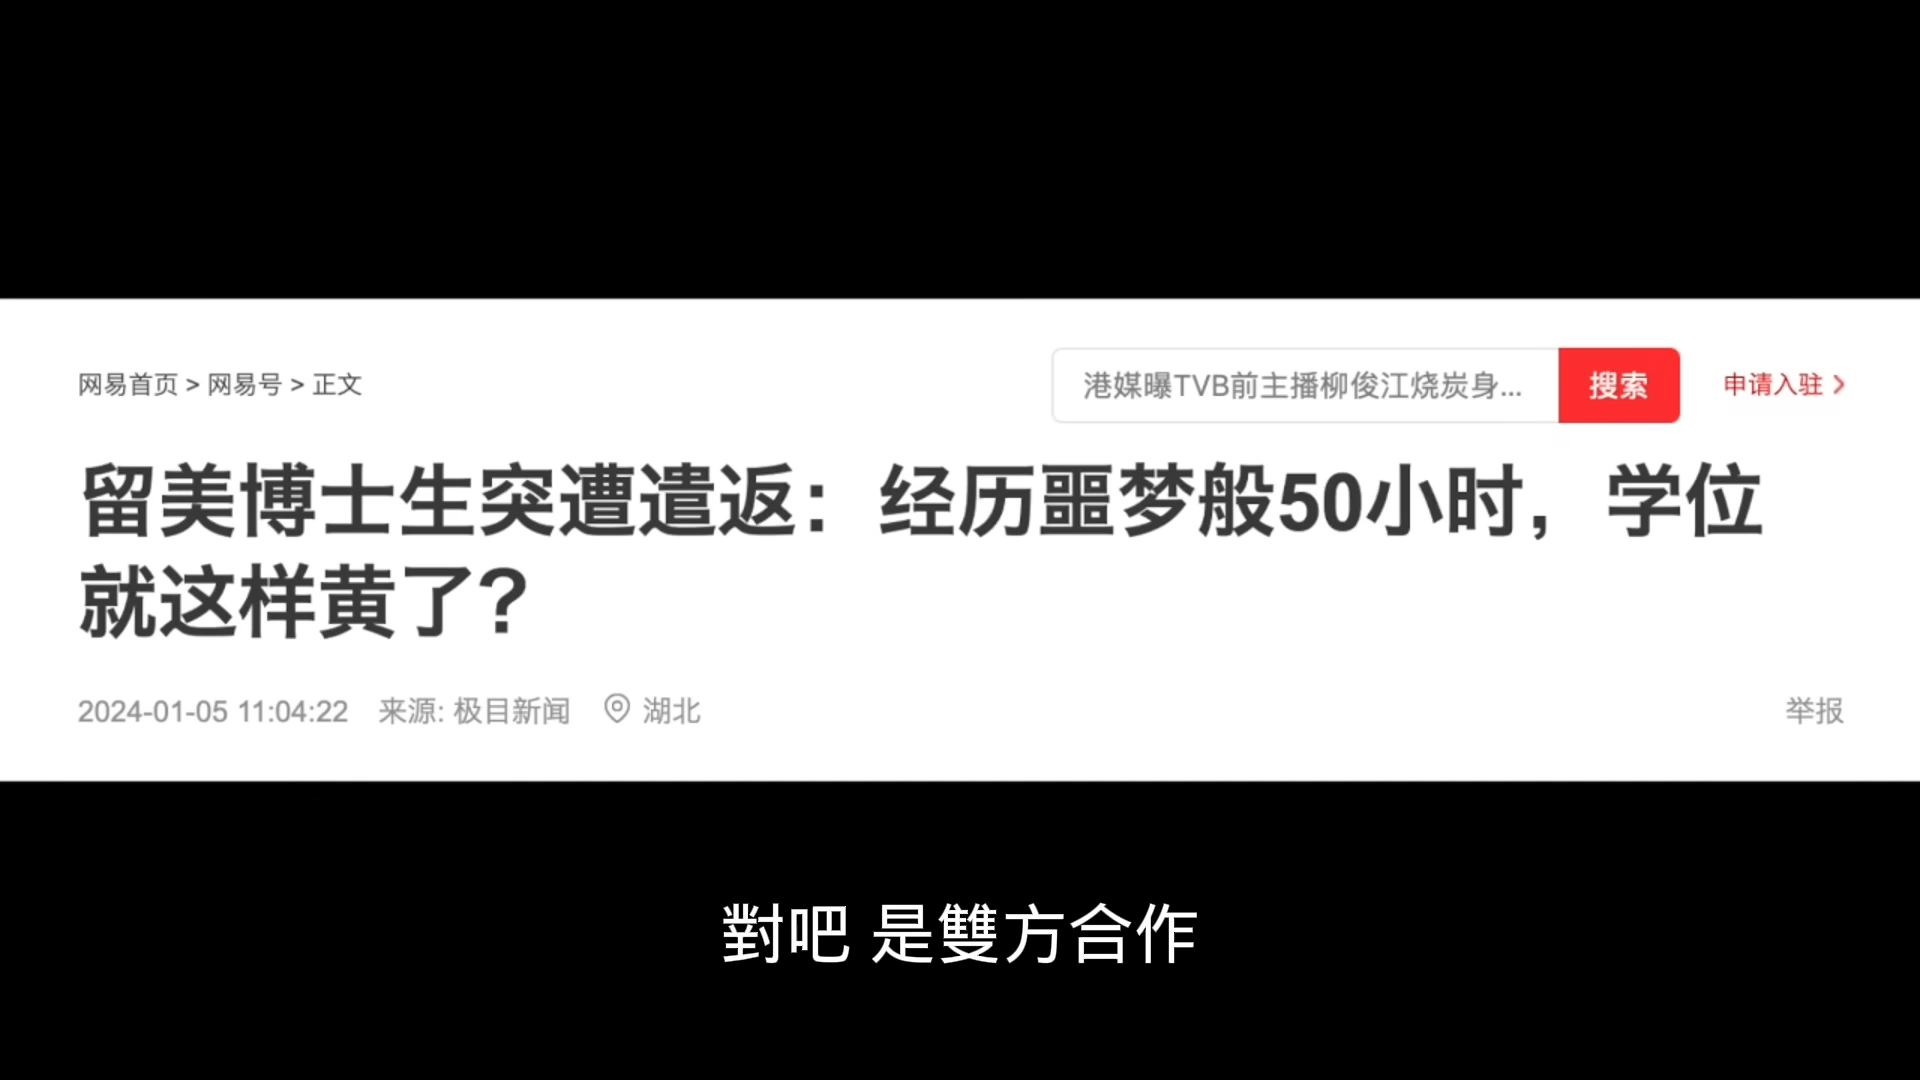 网易首页 > 网易号 > 正文
港媒曝TVB前主播柳俊江烧炭身...
搜索
申请入驻 >
留美博士生突遭遣返：经历噩梦般50小时，学位
就这样黄了？
2024-01-05 11:04:22 来源: 极目新闻 湖北
举报
對吧 是雙方合作